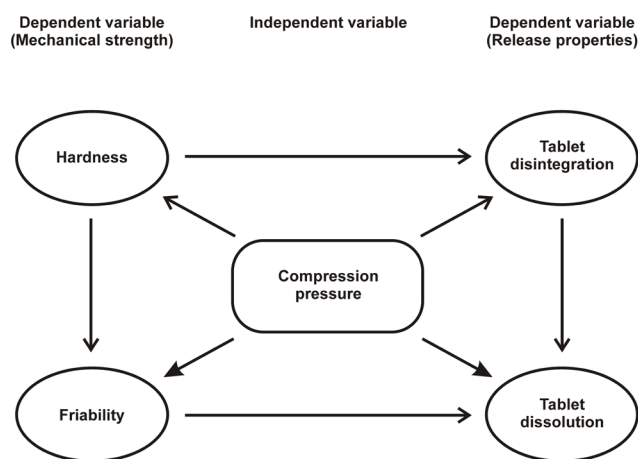 Dependent variable
(Mechanical strength)
Independent variable
Dependent variable
(Release properties)
Hardness
Tablet
disintegration
Compression
pressure
Friability
Tablet
dissolution